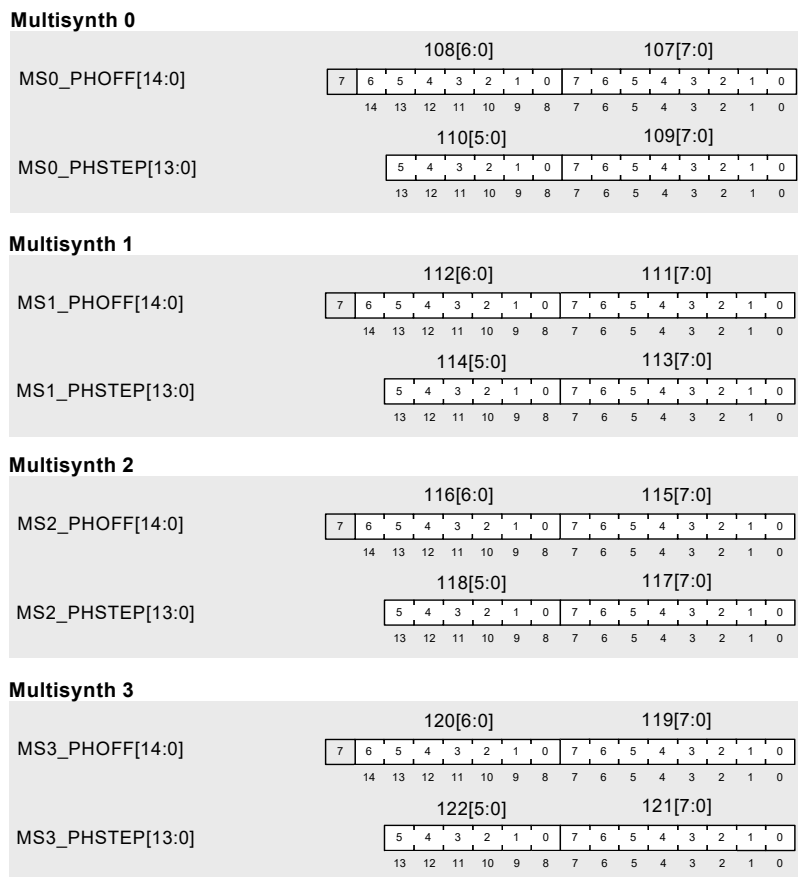 Multisynth 0
108[6:0] 107[7:0]
MS0_PHOFF[14:0] 7 6 5 4 3 2 1 0 7 6 5 4 3 2 1 0
14 13 12 11 10 9 8 7 6 5 4 3 2 1 0
110[5:0] 109[7:0]
MS0_PHSTEP[13:0] 5 4 3 2 1 0 7 6 5 4 3 2 1 0
13 12 11 10 9 8 7 6 5 4 3 2 1 0
Multisynth 1
112[6:0] 111[7:0]
MS1_PHOFF[14:0] 7 6 5 4 3 2 1 0 7 6 5 4 3 2 1 0
14 13 12 11 10 9 8 7 6 5 4 3 2 1 0
114[5:0] 113[7:0]
MS1_PHSTEP[13:0] 5 4 3 2 1 0 7 6 5 4 3 2 1 0
13 12 11 10 9 8 7 6 5 4 3 2 1 0
Multisynth 2
116[6:0] 115[7:0]
MS2_PHOFF[14:0] 7 6 5 4 3 2 1 0 7 6 5 4 3 2 1 0
14 13 12 11 10 9 8 7 6 5 4 3 2 1 0
118[5:0] 117[7:0]
MS2_PHSTEP[13:0] 5 4 3 2 1 0 7 6 5 4 3 2 1 0
13 12 11 10 9 8 7 6 5 4 3 2 1 0
Multisynth 3
120[6:0] 119[7:0]
MS3_PHOFF[14:0] 7 6 5 4 3 2 1 0 7 6 5 4 3 2 1 0
14 13 12 11 10 9 8 7 6 5 4 3 2 1 0
122[5:0] 121[7:0]
MS3_PHSTEP[13:0] 5 4 3 2 1 0 7 6 5 4 3 2 1 0
13 12 11 10 9 8 7 6 5 4 3 2 1 0